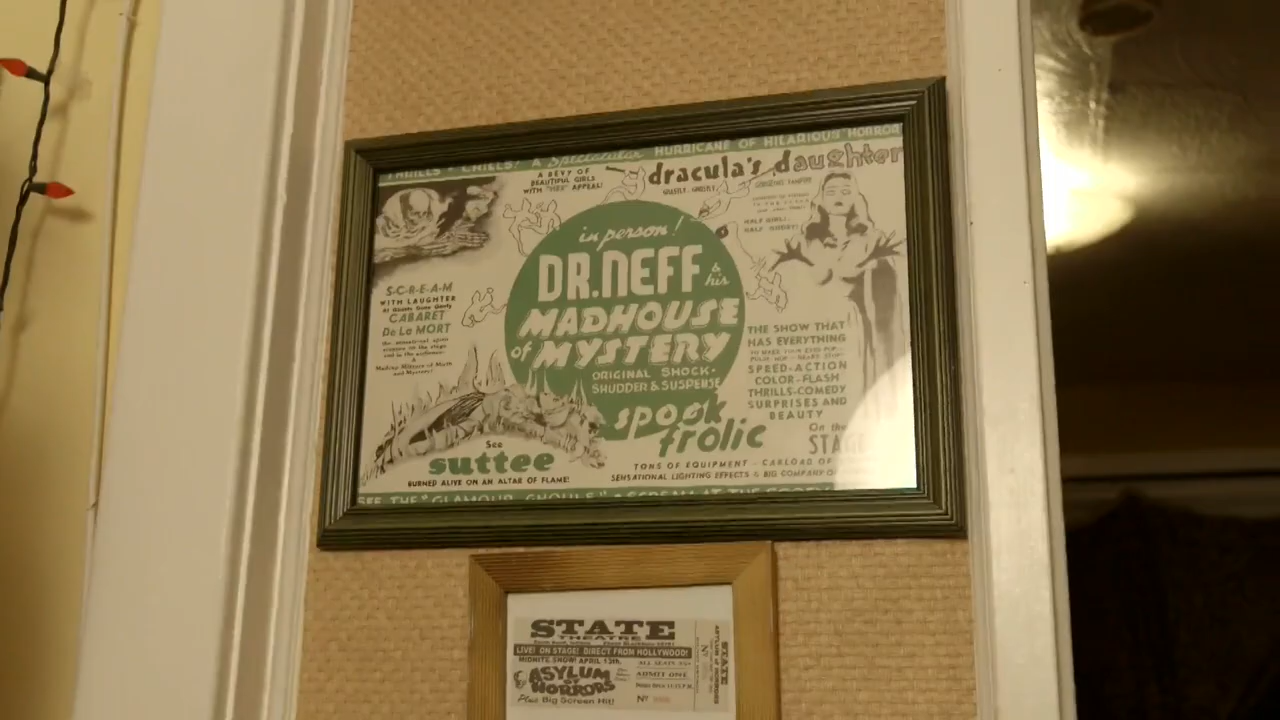 THRILLS • CHILLS! A Spectacular HURRICANE OF HILARIOUS HORROR
A BEVY OF
BEAUTIFUL GIRLS
WITH "HEX" APPEAL!
dracula's daughter
HALF GIRL!
in person!
DR. NEFF & his
MADHOUSE
of MYSTERY
ORIGINAL SHOCK-
SHUDDER & SUSPENSE
spook
frolic
S-C-R-E-A-M
WITH LAUGHTER
CABARET
De La MORT
THE SHOW THAT
HAS EVERYTHING
SPEED-ACTION
COLOR-FLASH
THRILLS-COMEDY
SURPRISES AND
BEAUTY
On the
STAGE
See
suttee
BURNED ALIVE ON AN ALTAR OF FLAME!
TONS OF EQUIPMENT - CARLOAD OF
SENSATIONAL LIGHTING EFFECTS & BIG COMPANY
SEE THE "GLAMOUR GHOULS"
STATE
THEATRE
LIVE! ON STAGE! DIRECT FROM HOLLYWOOD!
MIDNITE SHOW! APRIL 13th.
ASYLUM
OF
HORRORS
Plus Big Screen Hit!
ALL SEATS
ADMIT ONE
Nº
STATE
ASYLUM of HORRORS
Nº